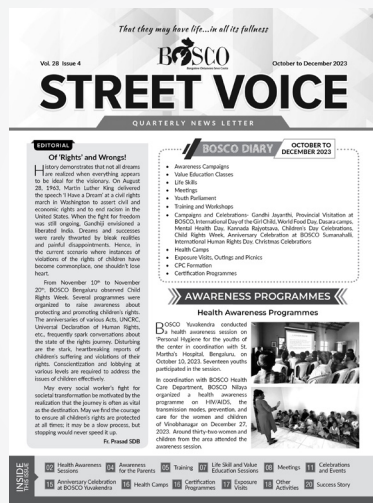 That they may have life...in all its fullness
BOSCO
Vol. 28 Issue 4
October to December 2023
STREET VOICE
QUARTERLY NEWS LETTER
EDITORIAL
Of 'Rights' and Wrongs!
History demonstrates that not all dreams
are realized when everything appears
to be ideal for the visionary. On August
28, 1963, Martin Luther King delivered
the speech 'I Have a Dream' at a civil rights
march in Washington to assert civil and
economic rights and to end racism in the
United States. When the fight for freedom
was still ongoing, Gandhiji envisioned a
liberated India. Dreams and successes
were rarely thwarted by bleak realities
and painful disappointments. Hence, in
the current scenario where instances of
violations of the rights of children have
become commonplace, one shouldn't lose
heart.
From November 10th to November
20th, BOSCO Bengaluru observed Child
Rights Week. Several programmes were
organized to raise awareness about
protecting and promoting children's rights.
The anniversaries of various Acts, UNCRC,
Universal Declaration of Human Rights,
etc., frequently spark conversations about
the state of the rights journey. Disturbing
are the stark, heartbreaking reports of
children's suffering and violations of their
rights. Conscientization and lobbying at
various levels are required to address the
issues of children effectively.
May every social worker's fight for
societal transformation be motivated by the
realization that the journey is often as vital
as the destination. May we find the courage
to ensure all children's rights are protected
at all times; it may be a slow process, but
stopping would never speed it up.
Fr. Prasad SDB
BOSCO DIARY
OCTOBER TO
DECEMBER 2023
• Awareness Campaigns
• Value Education Classes
• Life Skills
• Meetings
• Youth Parliament
• Training and Workshops
• Campaigns and Celebrations- Gandhi Jayanthi, Provincial Visitation at
BOSCO, International Day of the Girl Child, World Food Day, Dasara camps,
Mental Health Day, Kannada Rajyotsava, Children's Day Celebrations,
Child Rights Week, Anniversary Celebration at BOSCO Sumanahalli,
International Human Rights Day, Christmas Celebrations
• Health Camps
• Exposure Visits, Outings and Picnics
• CPC Formation
• Certification Programmes
AWARENESS PROGRAMMES
Health Awareness Programmes
BOSCO Yuvakendra conducted
a health awareness session on
'Personal Hygiene for the youths of
the center in coordination with St.
Martha's Hospital, Bengaluru, on
October 10, 2023. Seventeen youths
participated in the session.
In coordination with BOSCO Health
Care Department, BOSCO Nilaya
organized a health awareness
programme on HIV/AIDS, the
transmission modes, prevention, and
care for the women and children
of Vinobhanagar on December 27,
2023. Around thirty-two women and
children from the area attended the
awareness session.
INSIDE
THIS ISSUE
02 Health Awareness
Sessions
04 Awareness
for the Parents
05 Training
07 Life Skill and Value
Education Sessions
08 Meetings
11 Celebrations
and Events
15 Anniversary Celebration
at BOSCO Yuvakendra
16 Health Camps
16 Certification
Programmes
17 Exposure
Visits
18 Other
Activities
20 Success Story